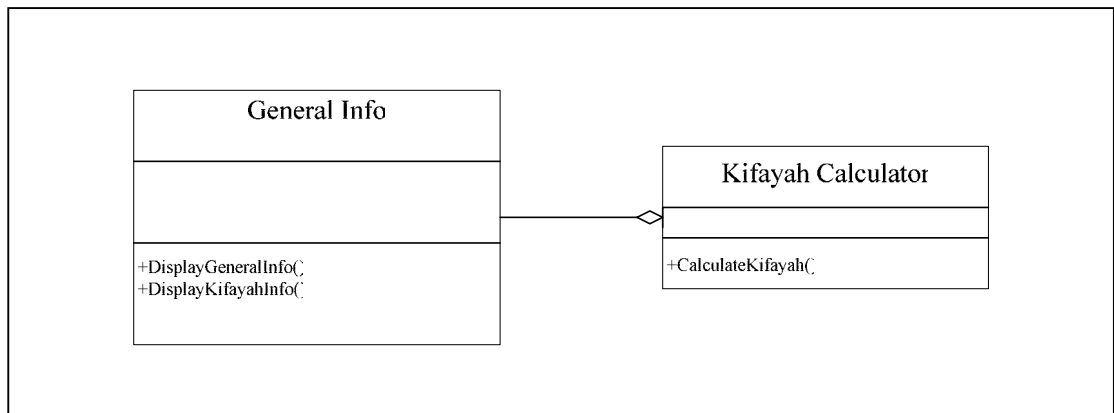 General Info
+DisplayGeneralInfo()
+DisplayKifayahInfo()
Kifayah Calculator
+CalculateKifayah()